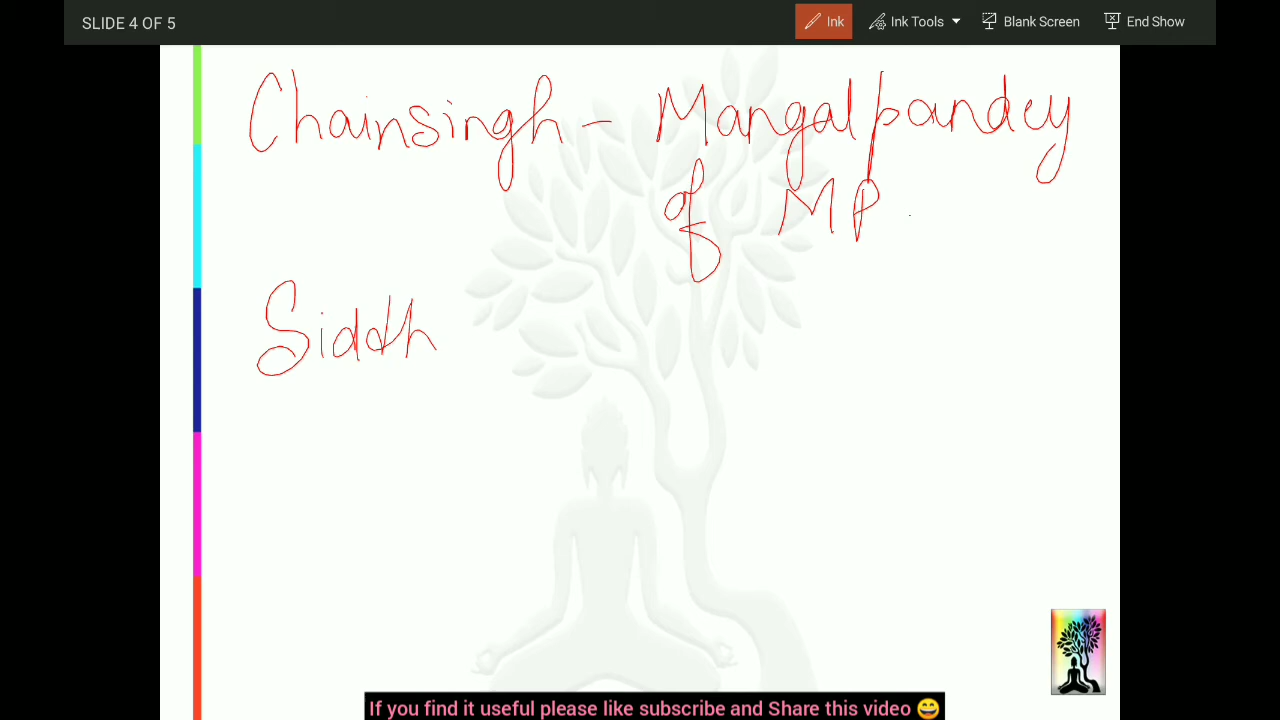 SLIDE 4 OF 5 Ink Ink Tools Blank Screen End Show
Chainsingh - Mangalpandey
of MP.
Siddh
If you find it useful please like subscribe and Share this video 😄